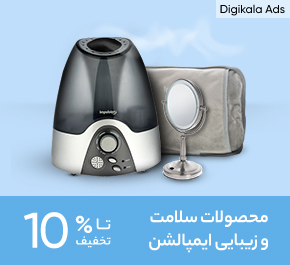 Digikala Ads
محصولات سلامت
و زیبایی ایمپالشن
تا 10%
تخفیف